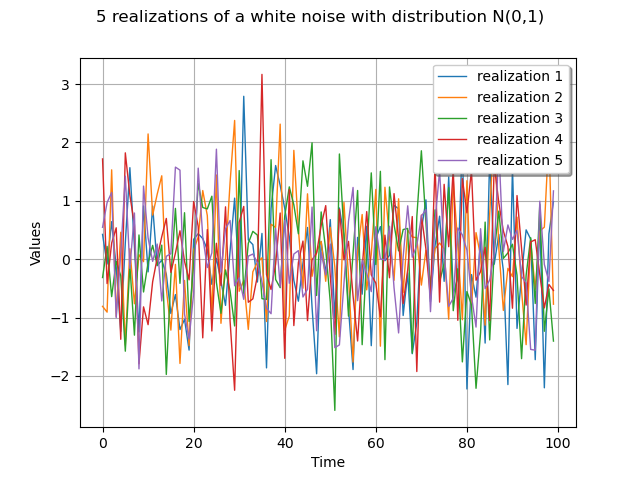 5 realizations of a white noise with distribution N(0,1)
realization 1
realization 2
realization 3
realization 4
realization 5
Values
3
2
1
0
−1
−2
0
20
40
60
80
100
Time